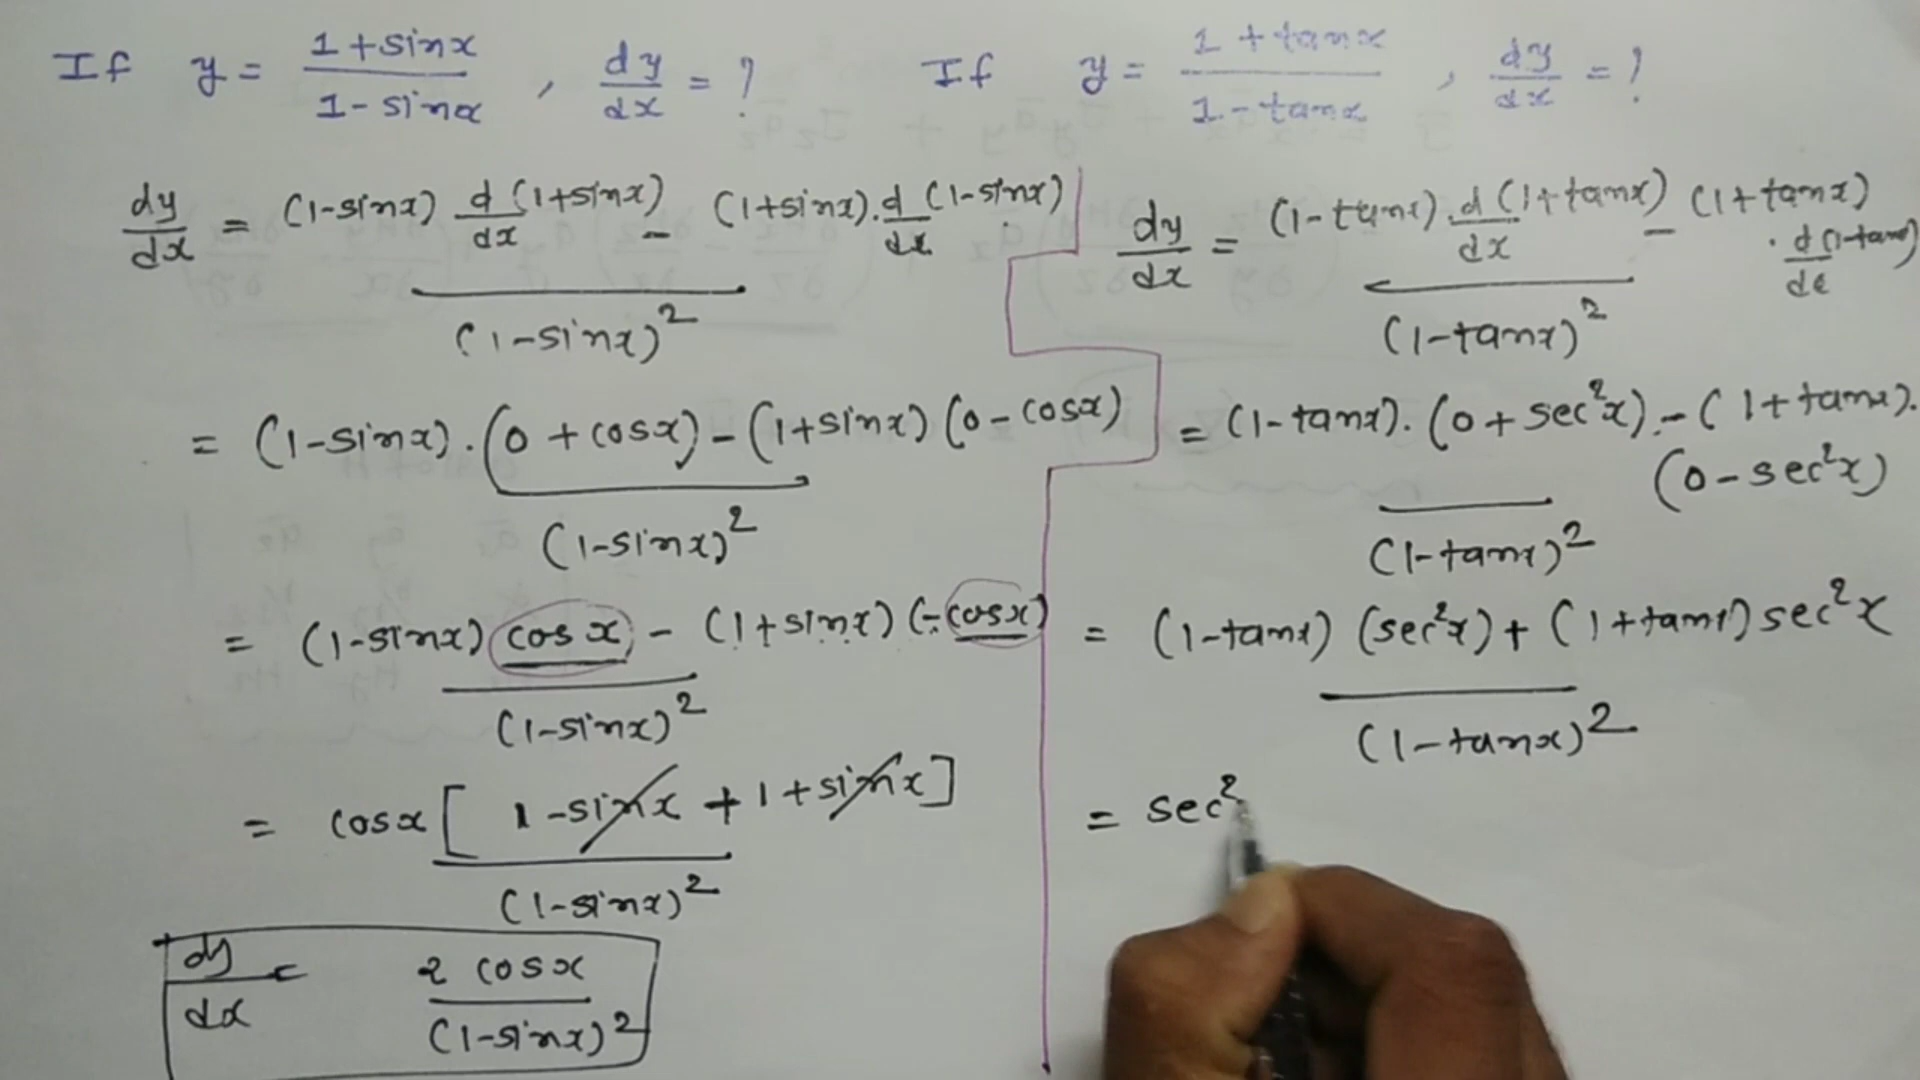 If y = 1+sinx / 1-sinx , dy/dx = ?
dy/dx = (1-sinx) d/dx (1+sinx) - (1+sinx).d/dx (1-sinx)
(1-sinx)²
= (1-sinx).(0+cosx)-(1+sinx)(0-cosx)
(1-sinx)²
= (1-sinx) cosx - (1+sinx)(-cosx)
(1-sinx)²
= cosx [1-sinx+1+sinx]
(1-sinx)²
dy/dx = 2 cosx / (1-sinx)²
If y = 1+tanx / 1-tanx , dy/dx = ?
dy/dx = (1-tanx).d/dx (1+tanx) - (1+tanx)
. d/dx (1-tanx)
(1-tanx)²
= (1-tanx).(0+sec²x)-(1+tanx).
(0-sec²x)
(1-tanx)²
= (1-tanx)(sec²x)+(1+tanx)sec²x
(1-tanx)²
= sec²